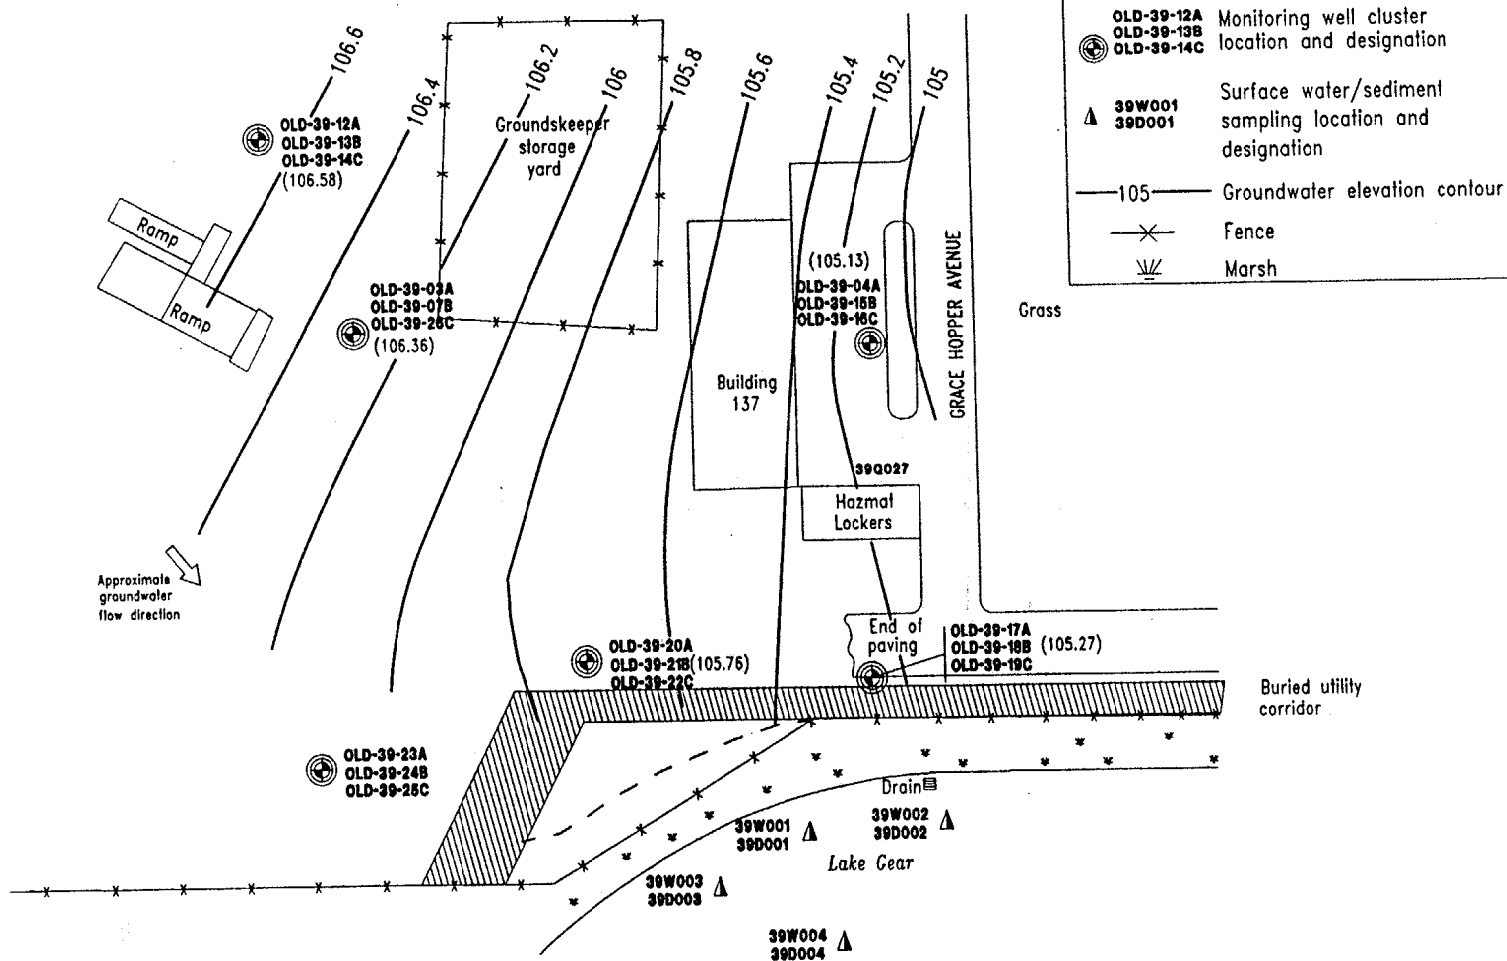 106.6
106.4
106.2
106
105.8
105.6
105.4
105.2
105
OLD-39-12A
OLD-39-13B
OLD-39-14C
Monitoring well cluster
location and designation
39W001
39D001
Surface water/sediment
sampling location and
designation
105
Groundwater elevation contour
Fence
Marsh
OLD-39-12A
OLD-39-13B
OLD-39-14C
(106.58)
Groundskeeper
storage
yard
Ramp
Ramp
OLD-39-03A
OLD-39-07B
OLD-39-26C
(106.36)
(105.13)
OLD-39-04A
OLD-39-15B
OLD-39-16C
GRACE HOPPER AVENUE
Grass
Building
137
39Q027
Hazmat
Lockers
Approximate
groundwater
flow direction
End of
paving
OLD-39-17A
OLD-39-18B (105.27)
OLD-39-19C
OLD-39-20A
OLD-39-21B (105.76)
OLD-39-22C
Buried utility
corridor
OLD-39-23A
OLD-39-24B
OLD-39-25C
Drain
39W001
39D001
39W002
39D002
Lake Gear
39W003
39D003
39W004
39D004